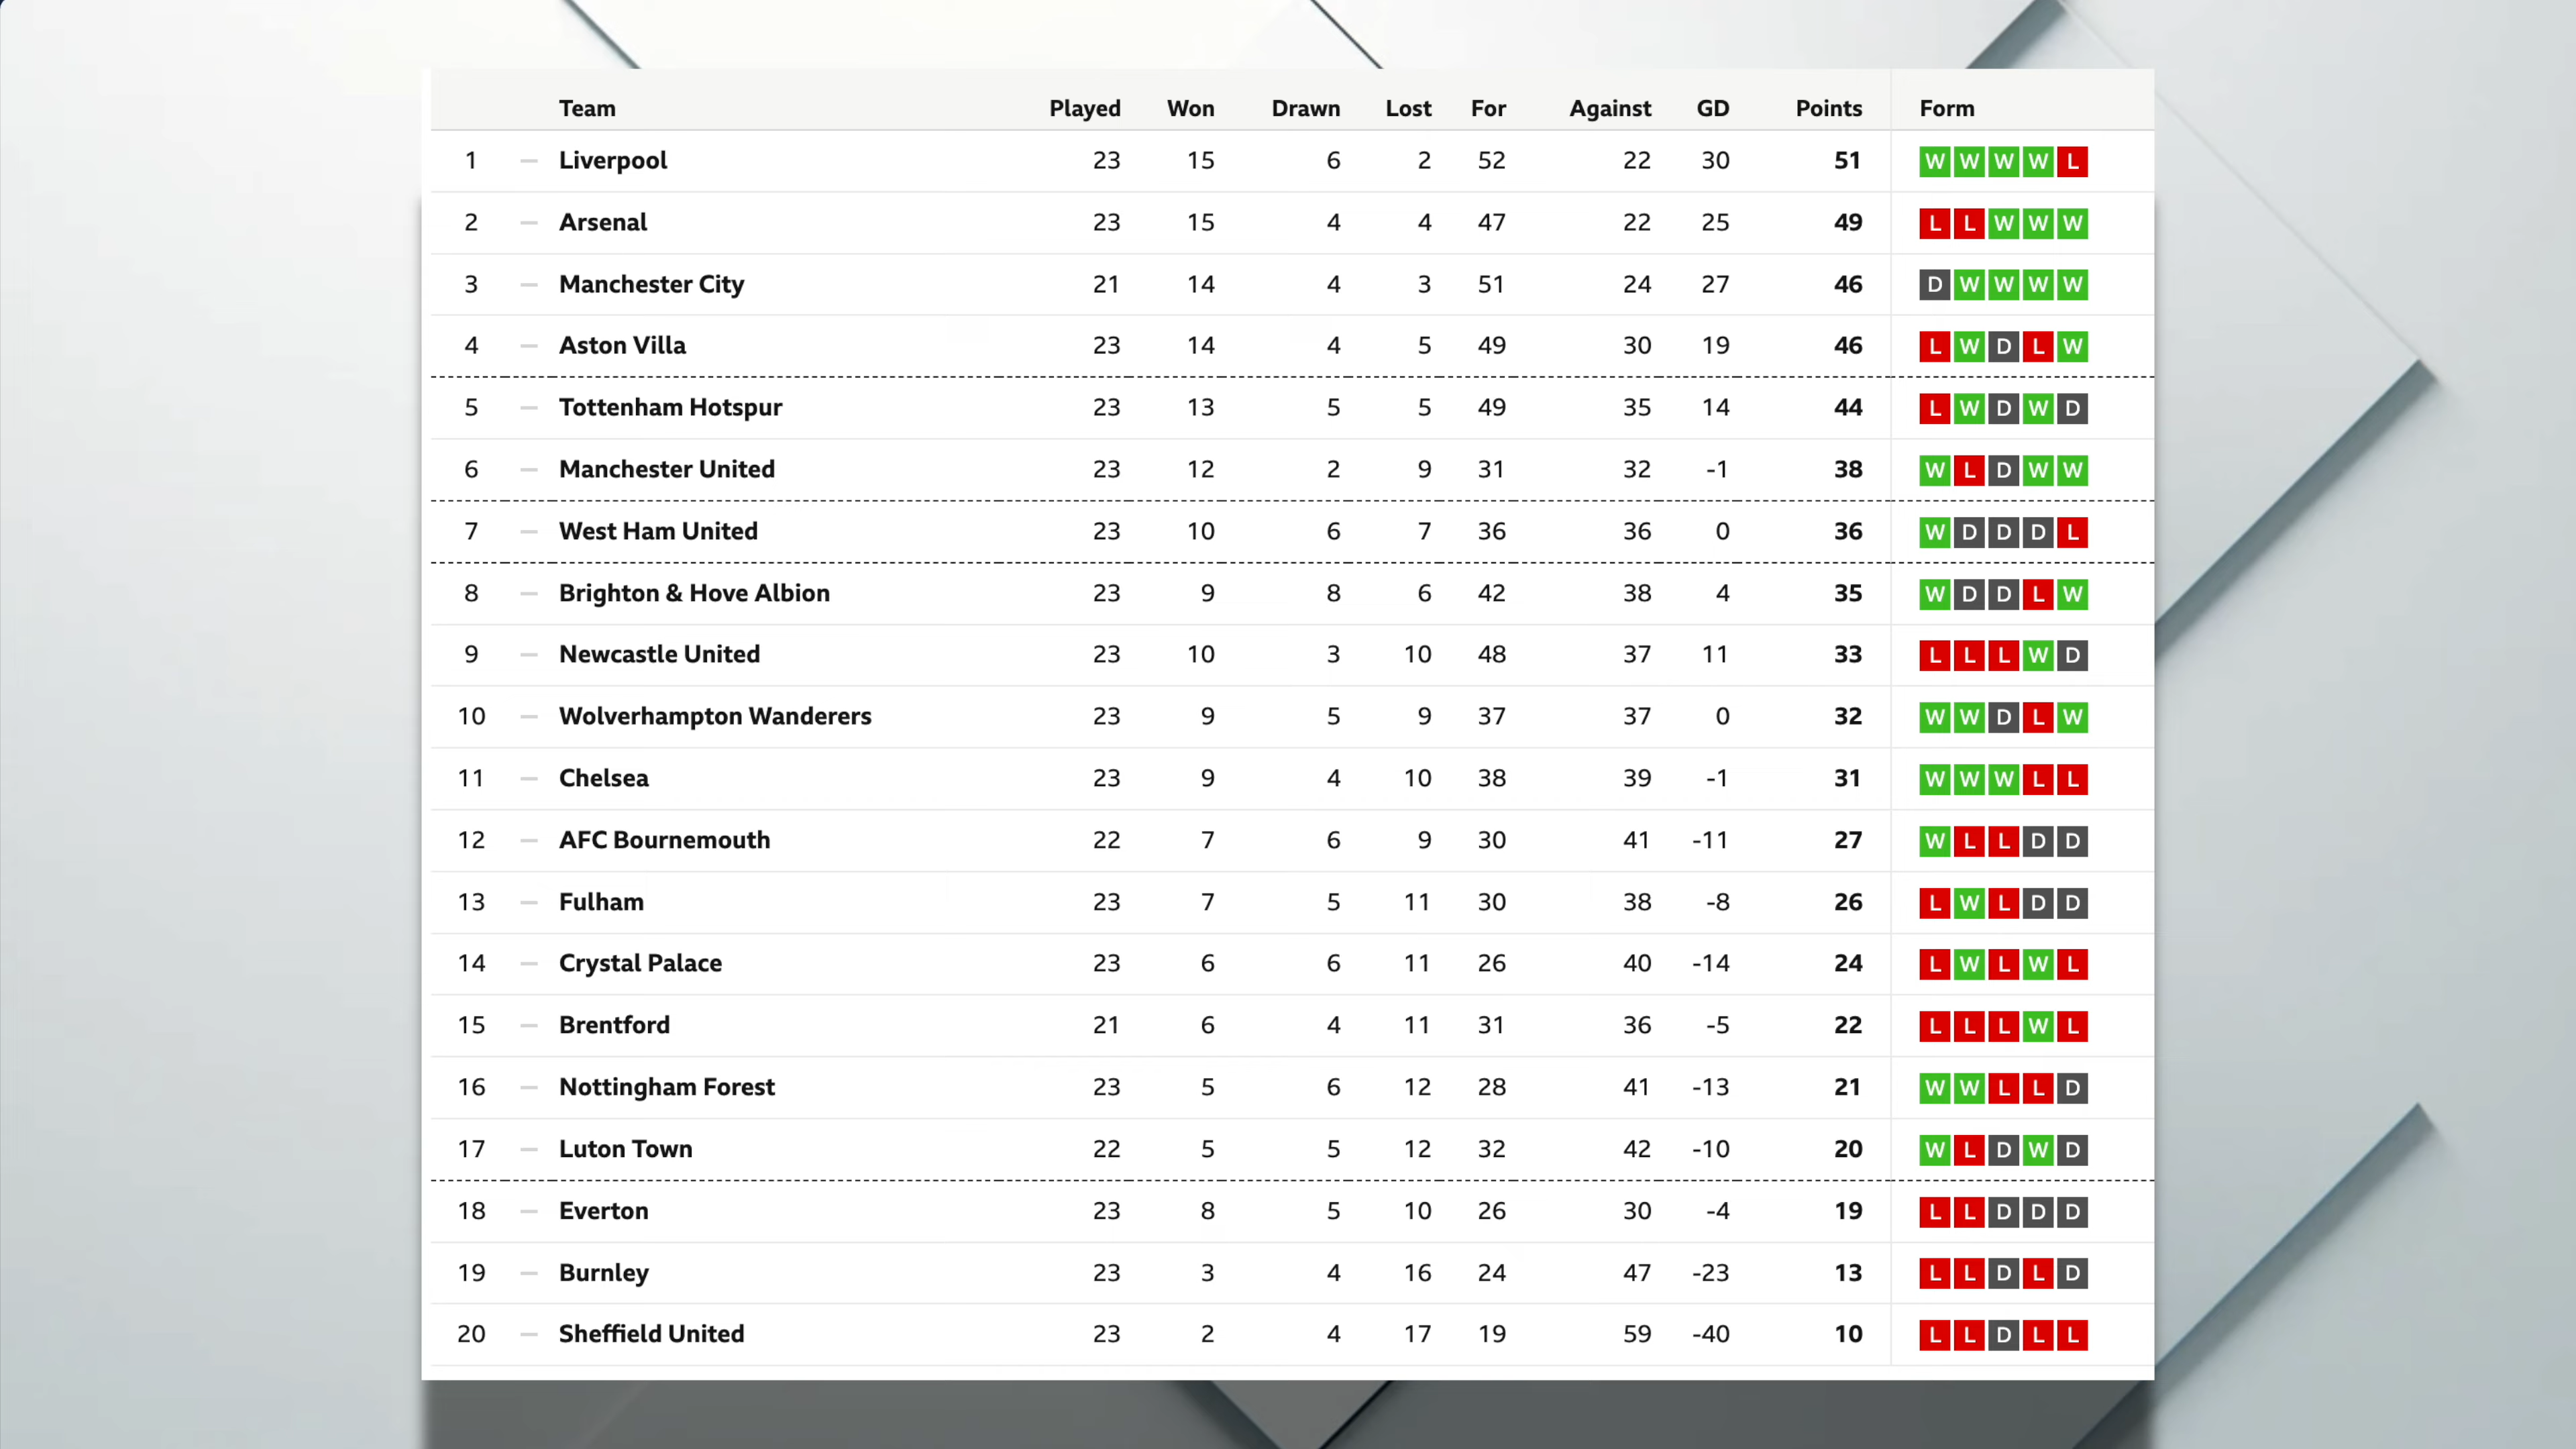 Team Played Won Drawn Lost For Against GD Points Form
1 — Liverpool 23 15 6 2 52 22 30 51 W W W W L
2 — Arsenal 23 15 4 4 47 22 25 49 L L W W W
3 — Manchester City 21 14 4 3 51 24 27 46 D W W W W
4 — Aston Villa 23 14 4 5 49 30 19 46 L W D L W
5 — Tottenham Hotspur 23 13 5 5 49 35 14 44 L W D W D
6 — Manchester United 23 12 2 9 31 32 -1 38 W L D W W
7 — West Ham United 23 10 6 7 36 36 0 36 W D D D L
8 — Brighton & Hove Albion 23 9 8 6 42 38 4 35 W D D L W
9 — Newcastle United 23 10 3 10 48 37 11 33 L L L W D
10 — Wolverhampton Wanderers 23 9 5 9 37 37 0 32 W W D L W
11 — Chelsea 23 9 4 10 38 39 -1 31 W W W L L
12 — AFC Bournemouth 22 7 6 9 30 41 -11 27 W L L D D
13 — Fulham 23 7 5 11 30 38 -8 26 L W L D D
14 — Crystal Palace 23 6 6 11 26 40 -14 24 L W L W L
15 — Brentford 21 6 4 11 31 36 -5 22 L L L W L
16 — Nottingham Forest 23 5 6 12 28 41 -13 21 W W L L D
17 — Luton Town 22 5 5 12 32 42 -10 20 W L D W D
18 — Everton 23 8 5 10 26 30 -4 19 L L D D D
19 — Burnley 23 3 4 16 24 47 -23 13 L L D L D
20 — Sheffield United 23 2 4 17 19 59 -40 10 L L D L L